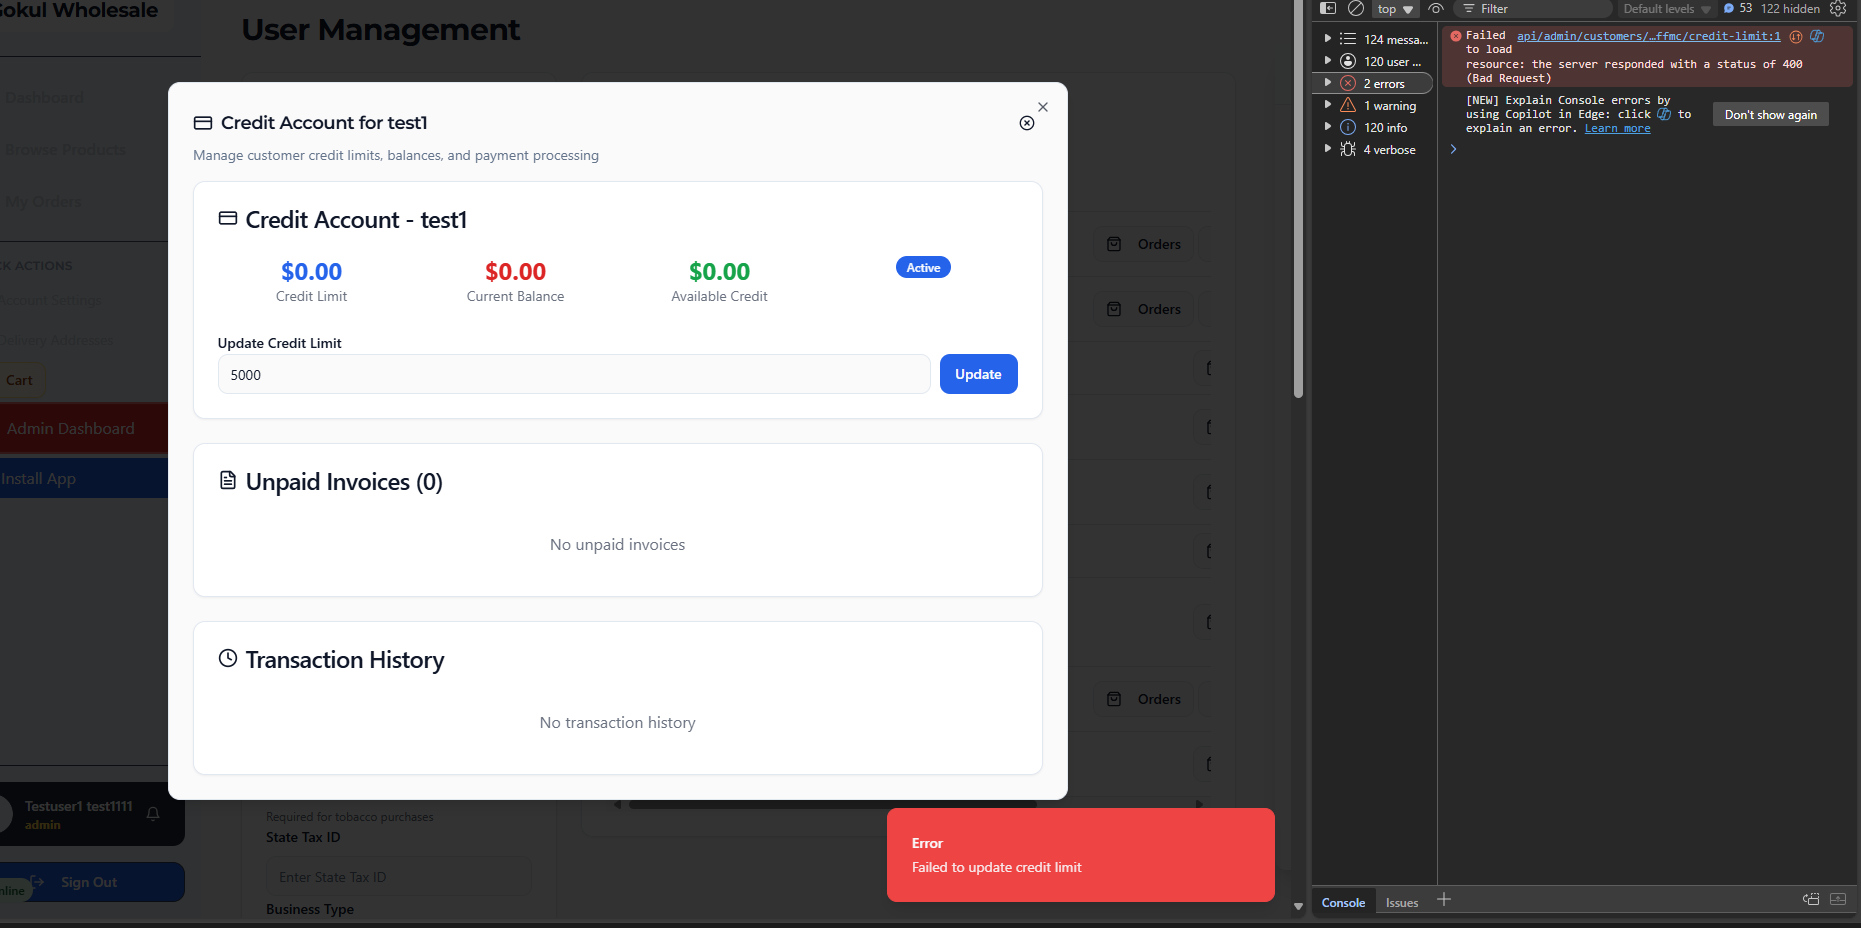 Gokul Wholesale
Dashboard
Browse Products
My Orders
CK ACTIONS
Account Settings
Delivery Addresses
Cart
Admin Dashboard
Install App
Testuser1 test1111
admin
Sign Out
nline
User Management
Orders
Orders
Orders
Credit Account for test1
Manage customer credit limits, balances, and payment processing
Credit Account - test1
$0.00
Credit Limit
$0.00
Current Balance
$0.00
Available Credit
Active
Update Credit Limit
5000
Update
Unpaid Invoices (0)
No unpaid invoices
Transaction History
No transaction history
Required for tobacco purchases
State Tax ID
Enter State Tax ID
Business Type
Error
Failed to update credit limit
top
Filter
Default levels
53
122 hidden
124 messa...
120 user ...
2 errors
1 warning
120 info
4 verbose
Failed api/admin/customers/…ffmc/credit-limit:1
to load
resource: the server responded with a status of 400
(Bad Request)
[NEW] Explain Console errors by
using Copilot in Edge: click to
explain an error. Learn more
Don't show again
Console
Issues